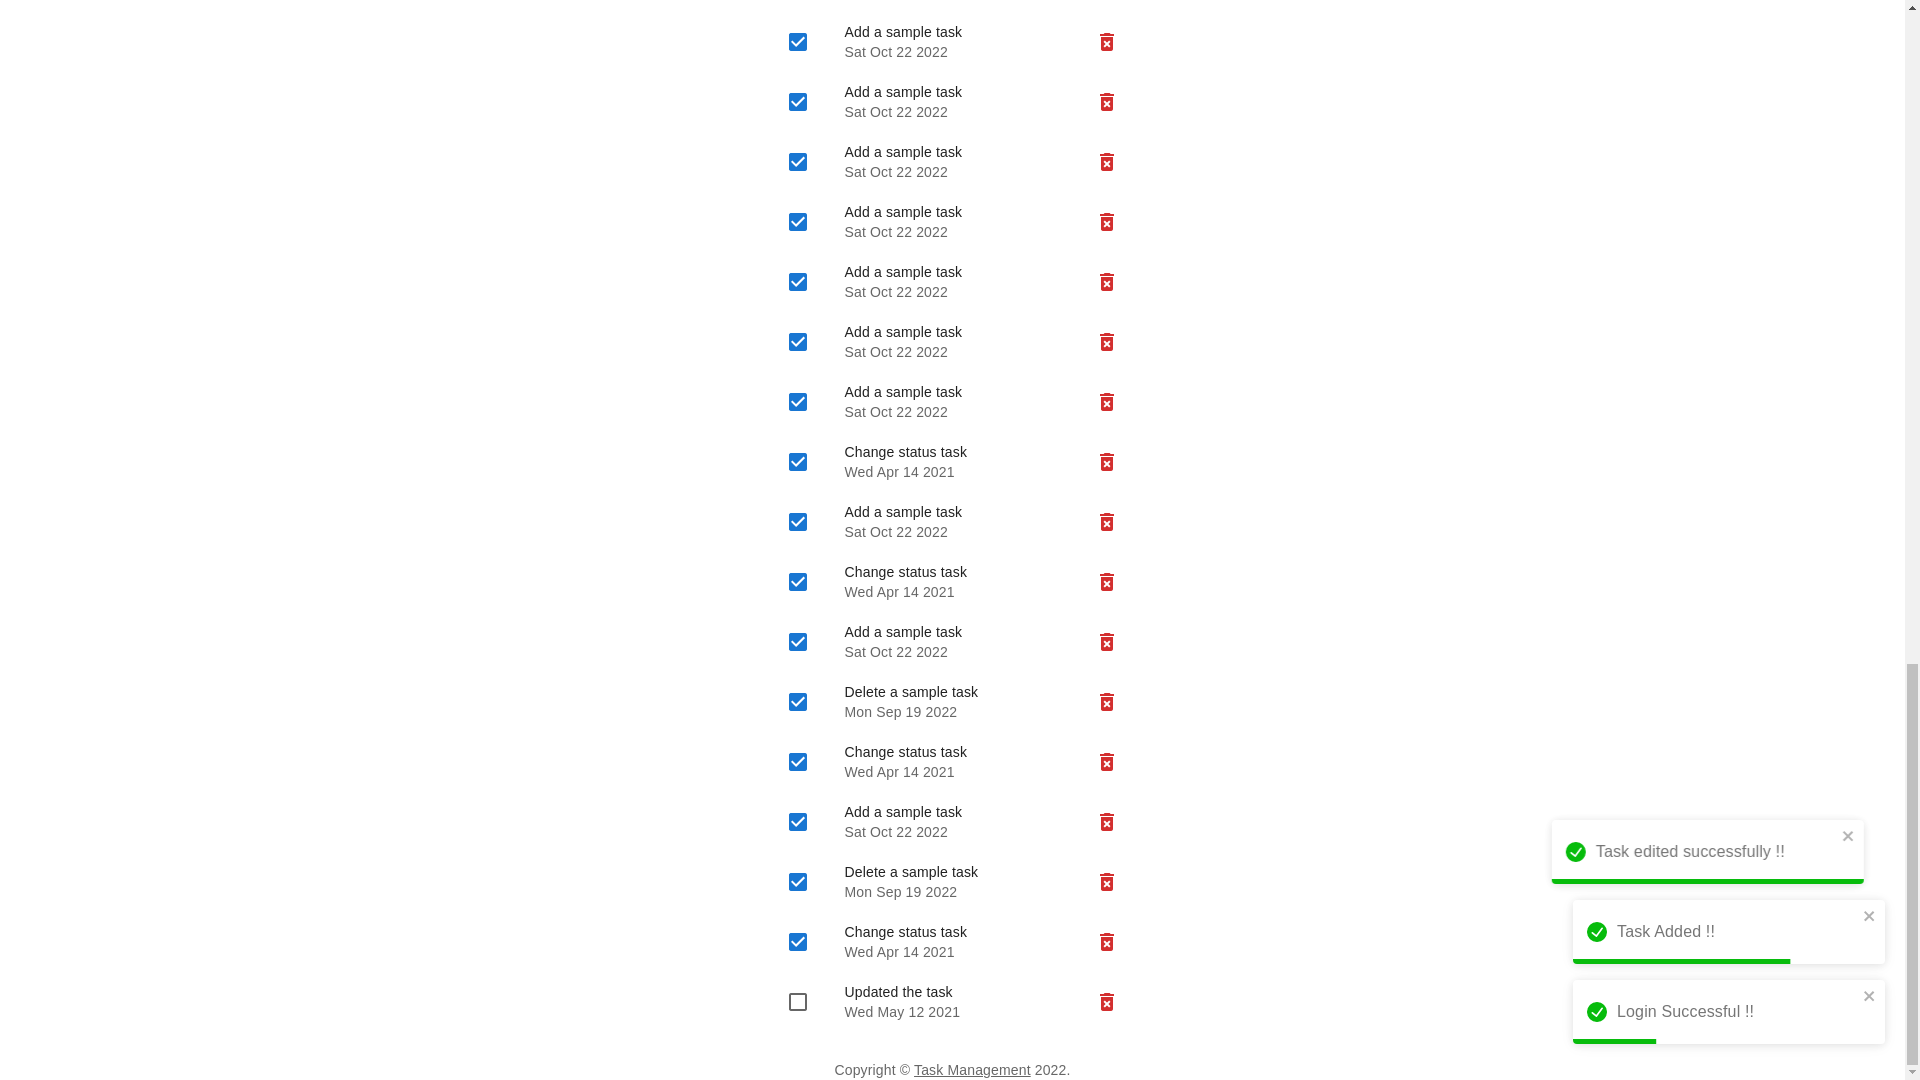 Add a sample task
Sat Oct 22 2022
Add a sample task
Sat Oct 22 2022
Add a sample task
Sat Oct 22 2022
Add a sample task
Sat Oct 22 2022
Add a sample task
Sat Oct 22 2022
Add a sample task
Sat Oct 22 2022
Add a sample task
Sat Oct 22 2022
Change status task
Wed Apr 14 2021
Add a sample task
Sat Oct 22 2022
Change status task
Wed Apr 14 2021
Add a sample task
Sat Oct 22 2022
Delete a sample task
Mon Sep 19 2022
Change status task
Wed Apr 14 2021
Add a sample task
Sat Oct 22 2022
Delete a sample task
Mon Sep 19 2022
Change status task
Wed Apr 14 2021
Updated the task
Wed May 12 2021
Copyright © Task Management 2022.
Task edited successfully !!
Task Added !!
Login Successful !!